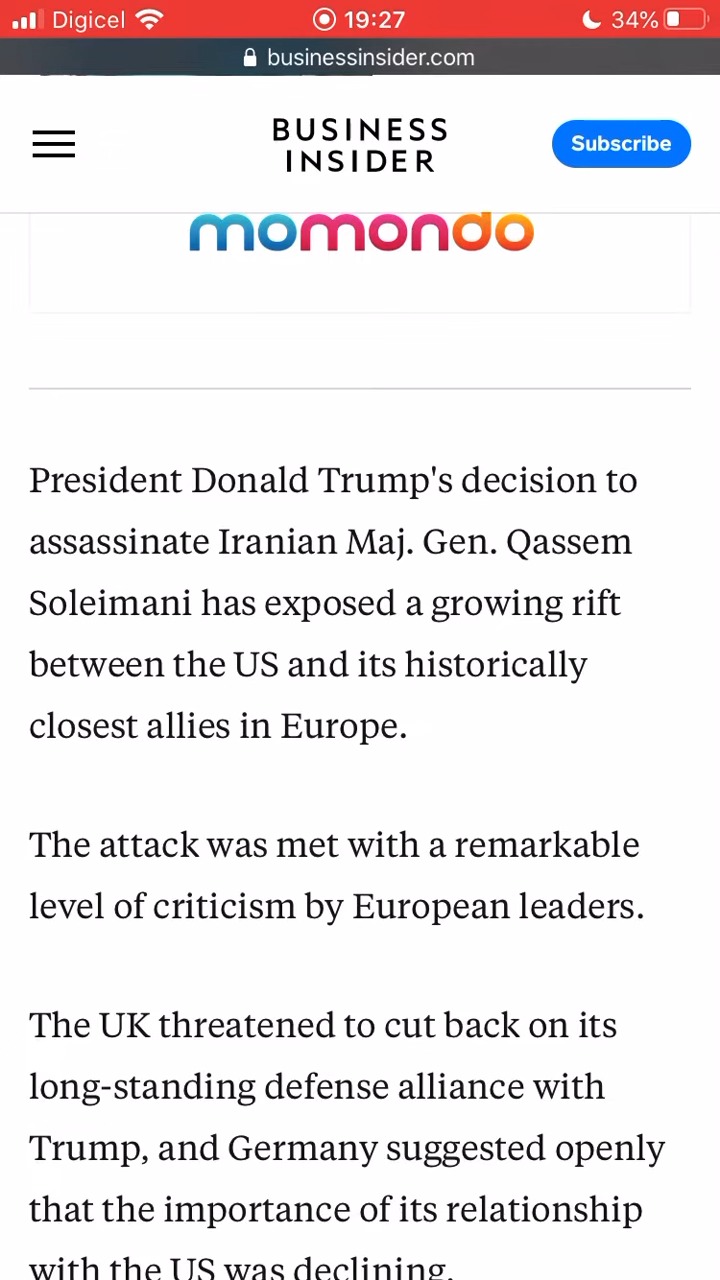 Digicel 19:27 34%
businessinsider.com
BUSINESS
INSIDER
Subscribe
momondo
President Donald Trump's decision to
assassinate Iranian Maj. Gen. Qassem
Soleimani has exposed a growing rift
between the US and its historically
closest allies in Europe.
The attack was met with a remarkable
level of criticism by European leaders.
The UK threatened to cut back on its
long-standing defense alliance with
Trump, and Germany suggested openly
that the importance of its relationship
with the US was declining.